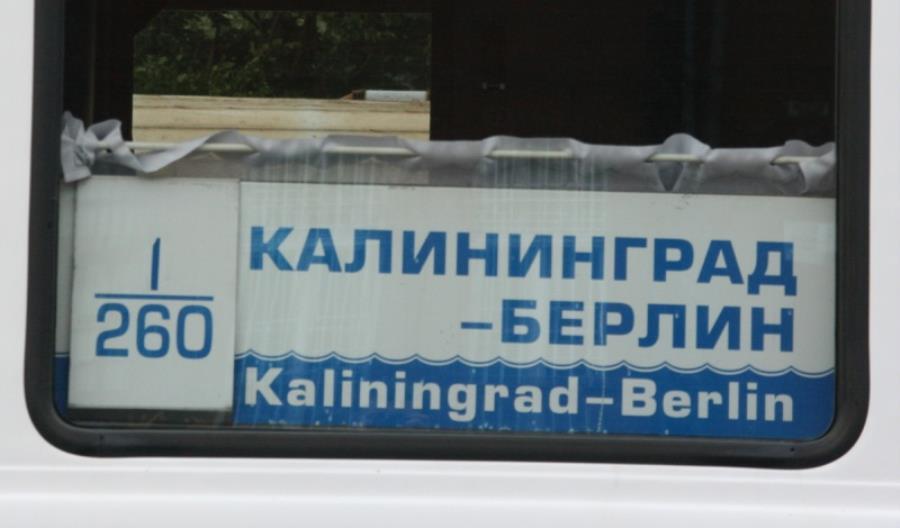 1
260
КАЛИНИНГРАД
-БЕРЛИН
Kaliningrad-Berlin